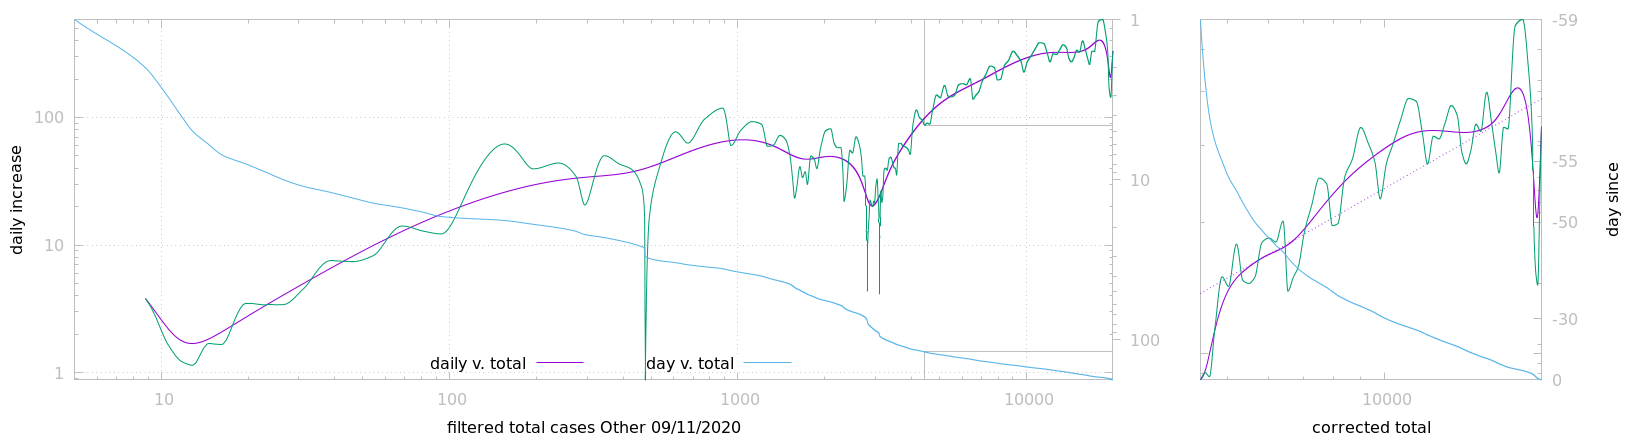 daily increase
100
10
1
daily v. total
day v. total
10
100
1000
10000
filtered total cases Other 09/11/2020
1
10
100
10000
corrected total
-59
-55
-50
-30
0
day since